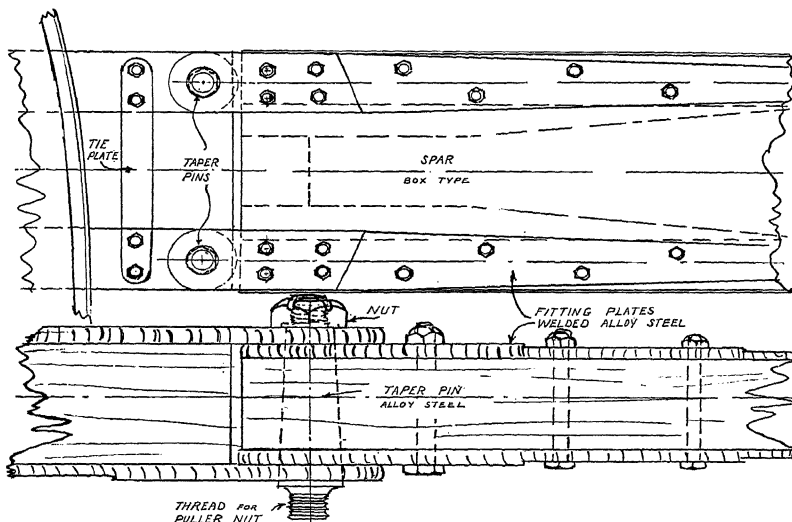 TIE
PLATE
TAPER
PINS
SPAR
BOX TYPE
NUT
FITTING PLATES
WELDED ALLOY STEEL
TAPER PIN
ALLOY STEEL
THREAD FOR
PULLER NUT